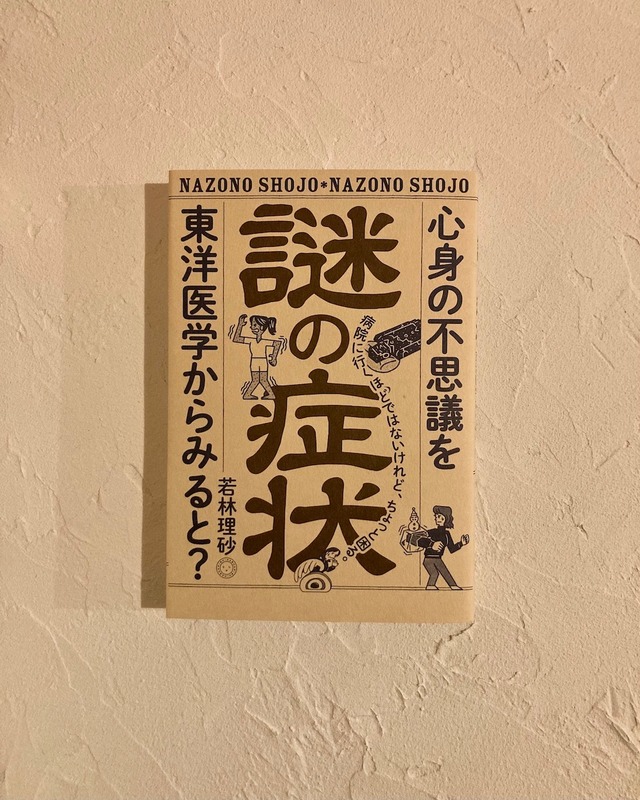 NAZONO SHOJO*NAZONO SHOJO
心身の不思議を
東洋医学からみると?
謎の症状
病院に行くほどではないけれど、ちょっと困る。
若林理砂